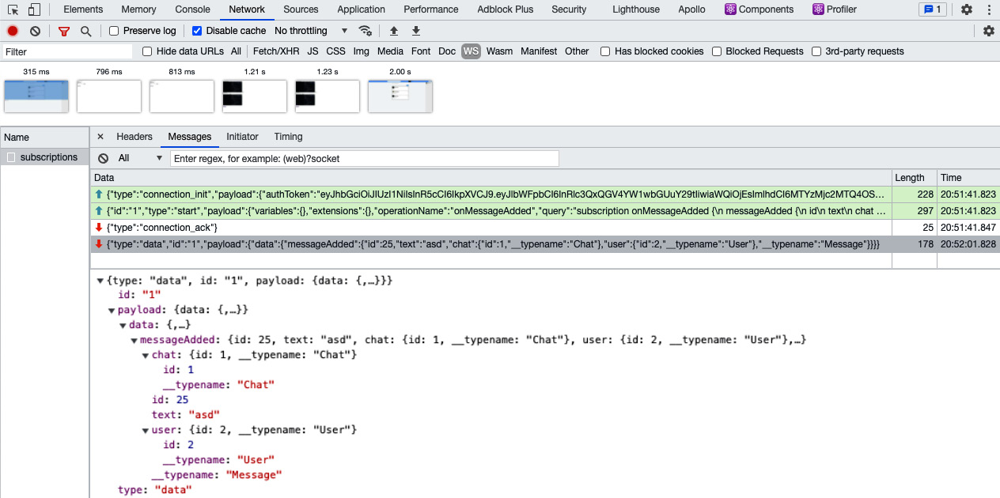 Elements Memory Console Network Sources Application Performance Adblock Plus Security Lighthouse Apollo Components Profiler 1
Preserve log Disable cache No throttling
Filter Hide data URLs All Fetch/XHR JS CSS Img Media Font Doc WS Wasm Manifest Other Has blocked cookies Blocked Requests 3rd-party requests
315 ms 796 ms 813 ms 1.21 s 1.23 s 2.00 s
Name × Headers Messages Initiator Timing
subscriptions All Enter regex, for example: (web)?socket
Data Length Time
{"type":"connection_init","payload":{"authToken": 228 20:51:41.823
{"id":"1","type":"start","payload":{"variables":{},"extensions":{},"operationName":"onMessageAdded","query":"subscription onMessageAdded {\n messageAdded {\n id\n text\n chat ... 297 20:51:41.823
{"type":"connection_ack"} 25 20:51:41.847
{"type":"data","id":"1","payload":{"data":{"messageAdded":{"id":25,"text":"asd","chat":{"id":1,"__typename":"Chat"},"user":{"id":2,"__typename":"User"},"__typename":"Message"}}}} 178 20:52:01.828
{type: "data", id: "1", payload: {data: {,…}}}
id: "1"
payload: {data: {,…}}
data: {,…}
messageAdded: {id: 25, text: "asd", chat: {id: 1, __typename: "Chat"}, user: {id: 2, __typename: "User"},…}
chat: {id: 1, __typename: "Chat"}
id: 1
__typename: "Chat"
id: 25
text: "asd"
user: {id: 2, __typename: "User"}
id: 2
__typename: "User"
__typename: "Message"
type: "data"